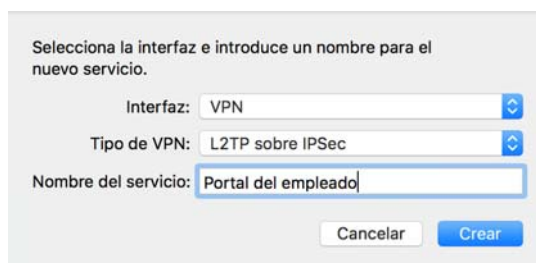 Selecciona la interfaz e introduce un nombre para el
nuevo servicio.
Interfaz: VPN
Tipo de VPN: L2TP sobre IPSec
Nombre del servicio: Portal del empleado
Cancelar Crear